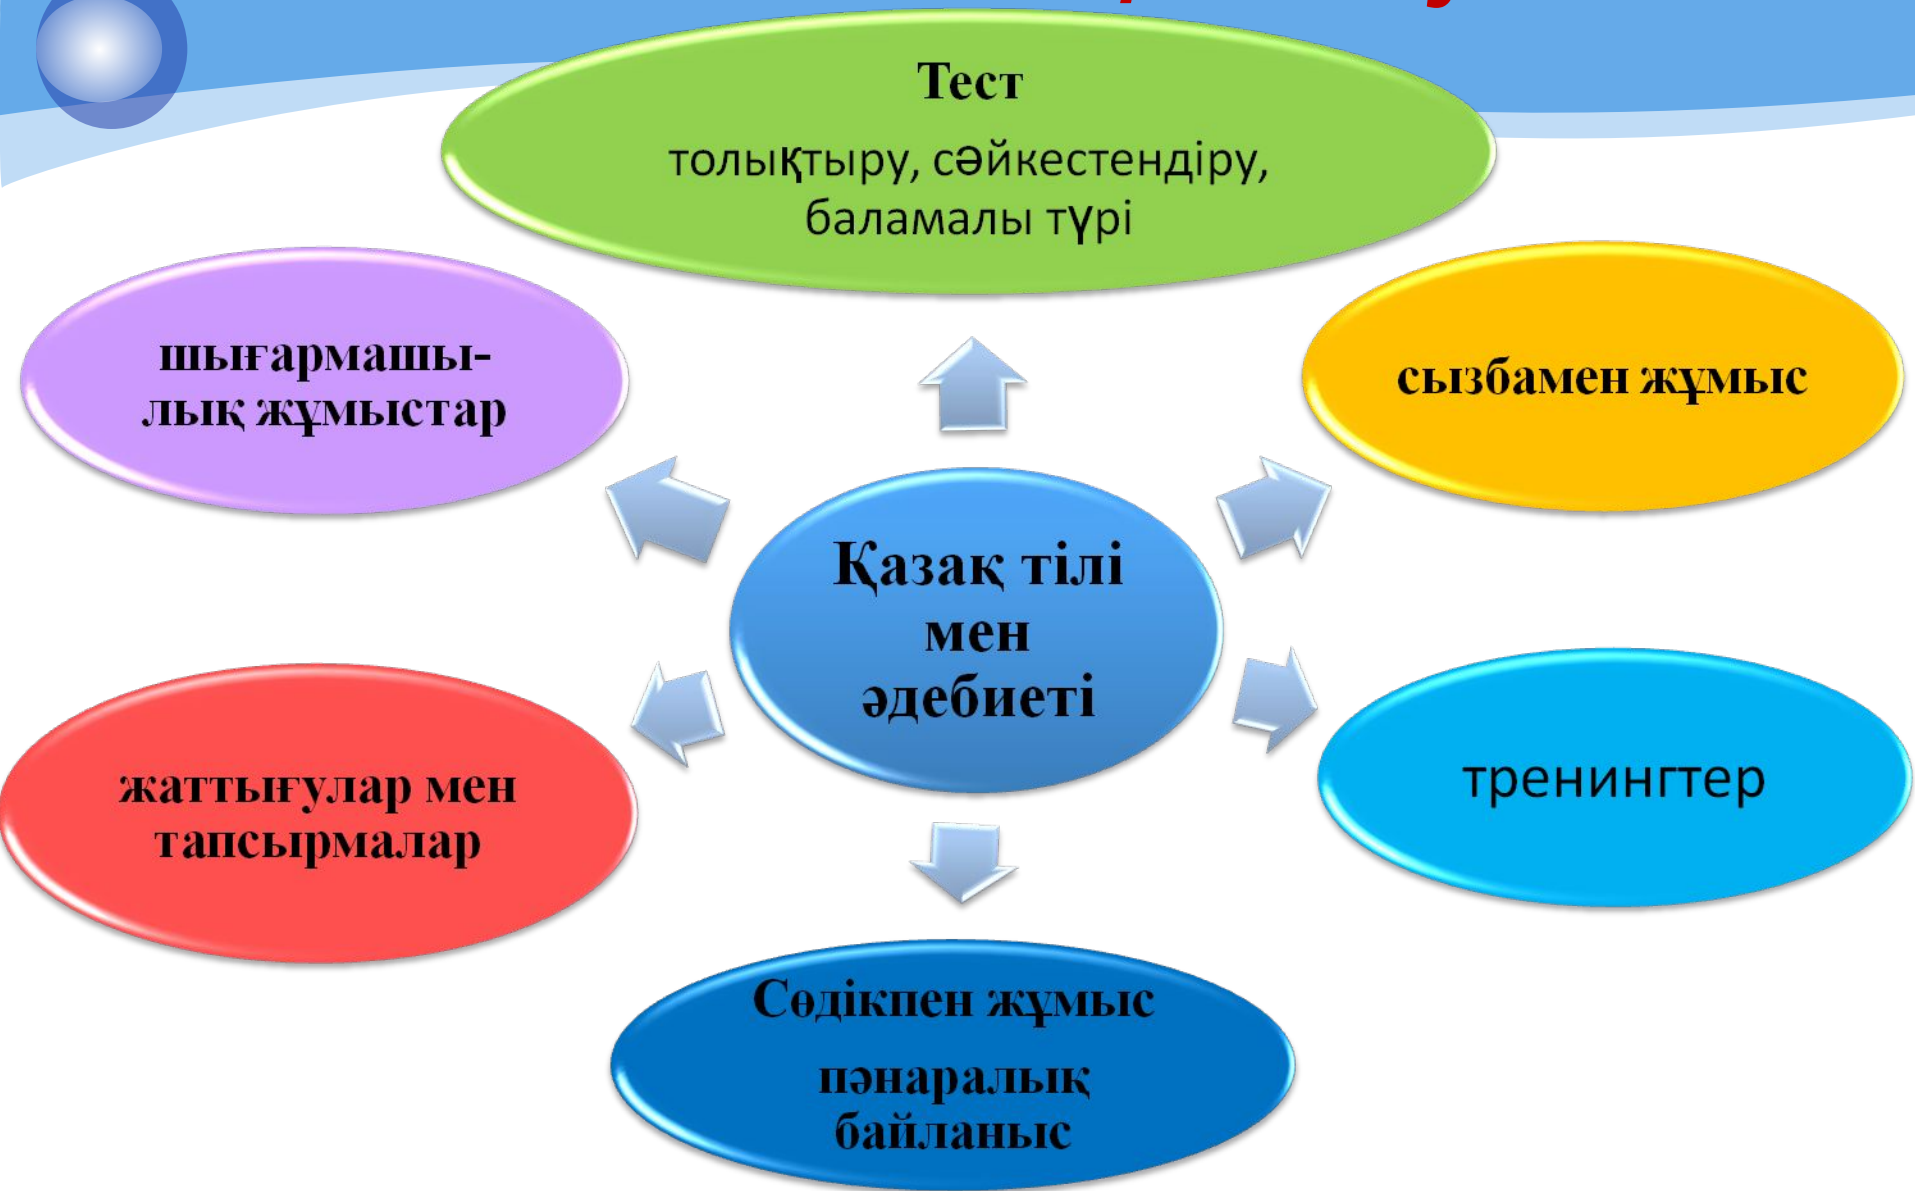 Тест
толықтыру, сәйкестендіру,
баламалы түрі
шығармашы-
лық жұмыстар
сызбамен жұмыс
Қазақ тілі
мен
әдебиеті
жаттығулар мен
тапсырмалар
тренингтер
Сөдікпен жұмыс
пәнаралық
байланыс